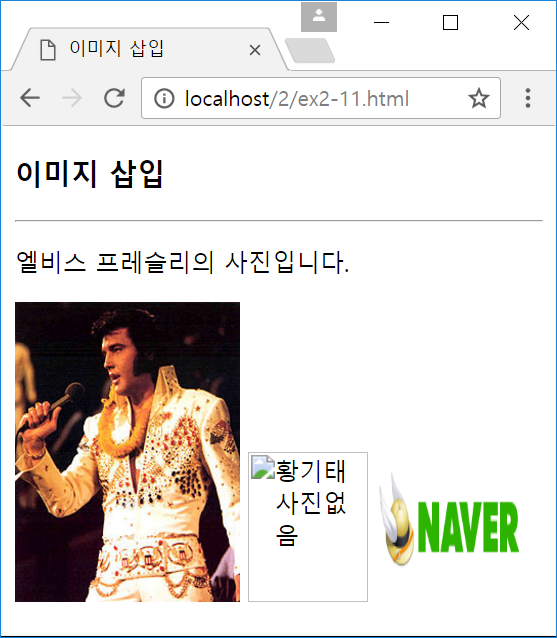 이미지 삽입
localhost/2/ex2-11.html
이미지 삽입
엘비스 프레슬리의 사진입니다.
황기태
사진없
음
NAVER